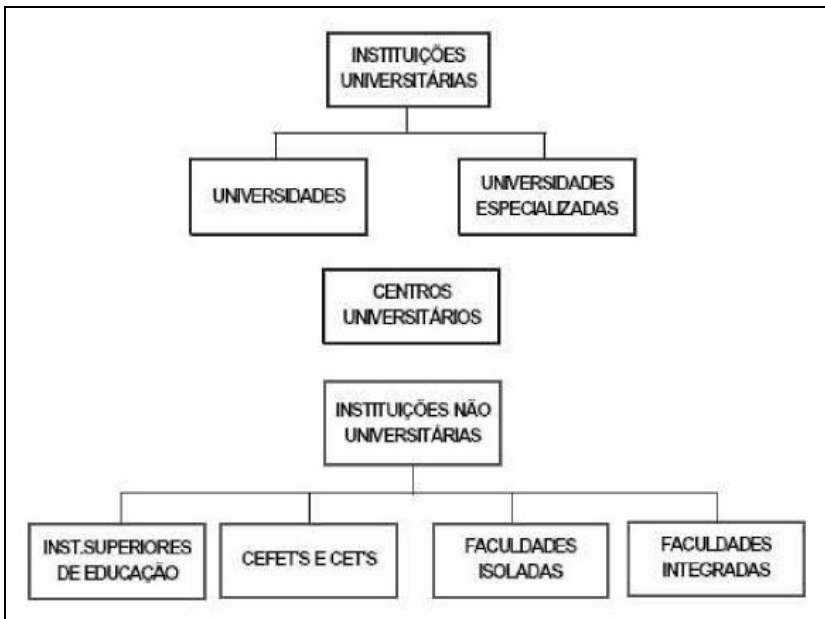 INSTITUIÇÕES
UNIVERSITÁRIAS
UNIVERSIDADES
UNIVERSIDADES
ESPECIALIZADAS
CENTROS
UNIVERSITÁRIOS
INSTITUIÇÕES NÃO
UNIVERSITÁRIAS
INST.SUPERIORES
DE EDUCAÇÃO
CEFET'S E CET'S
FACULDADES
ISOLADAS
FACULDADES
INTEGRADAS